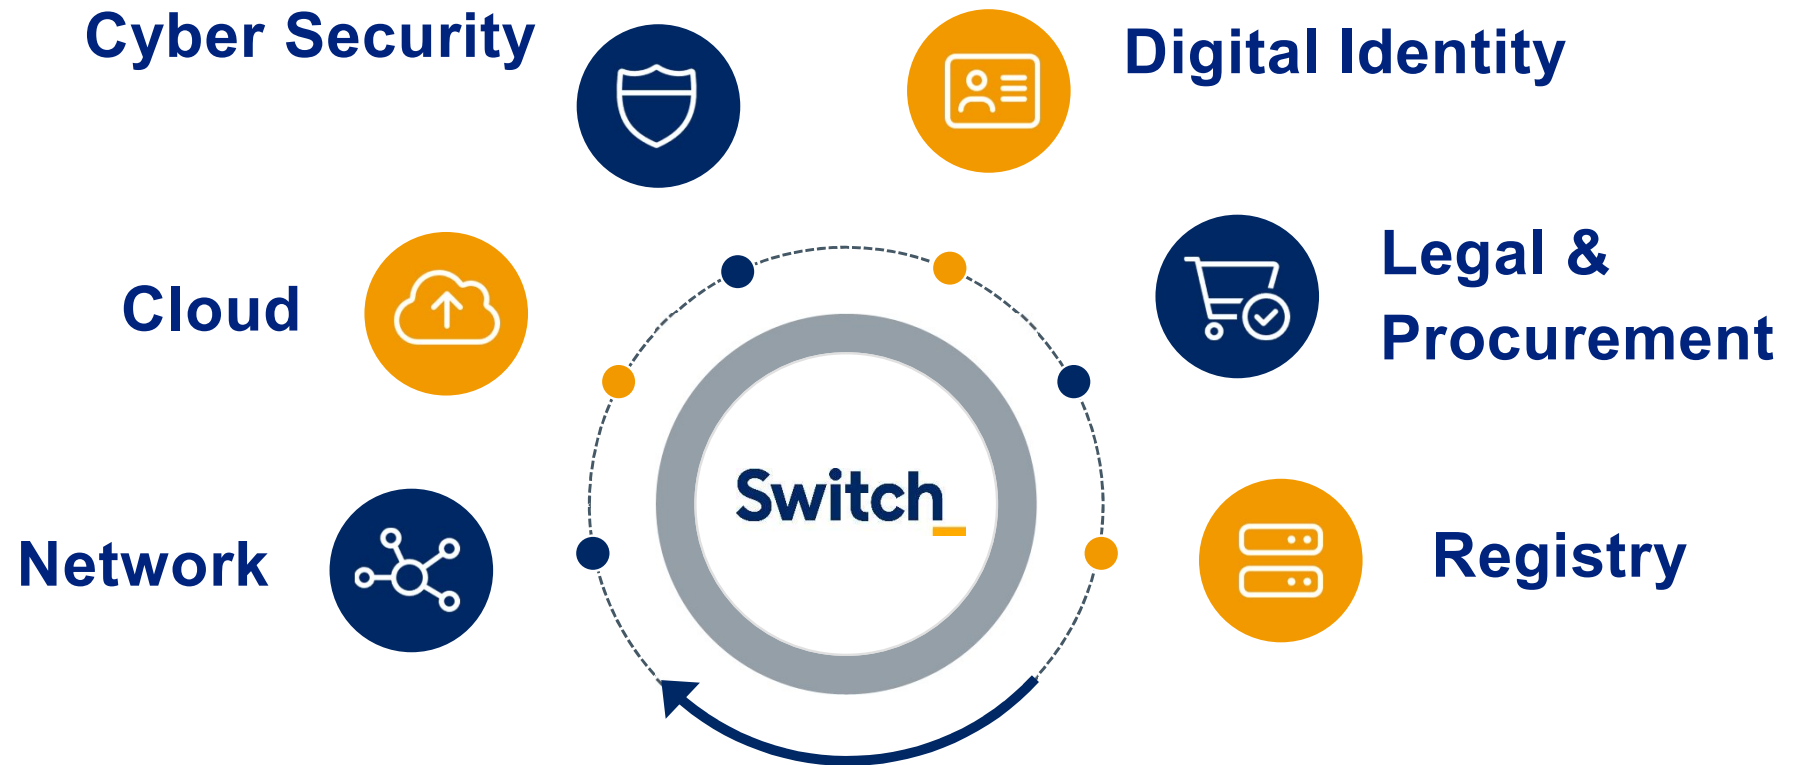 Cyber Security
Digital Identity
Legal &
Procurement
Cloud
Switch_
Network
Registry